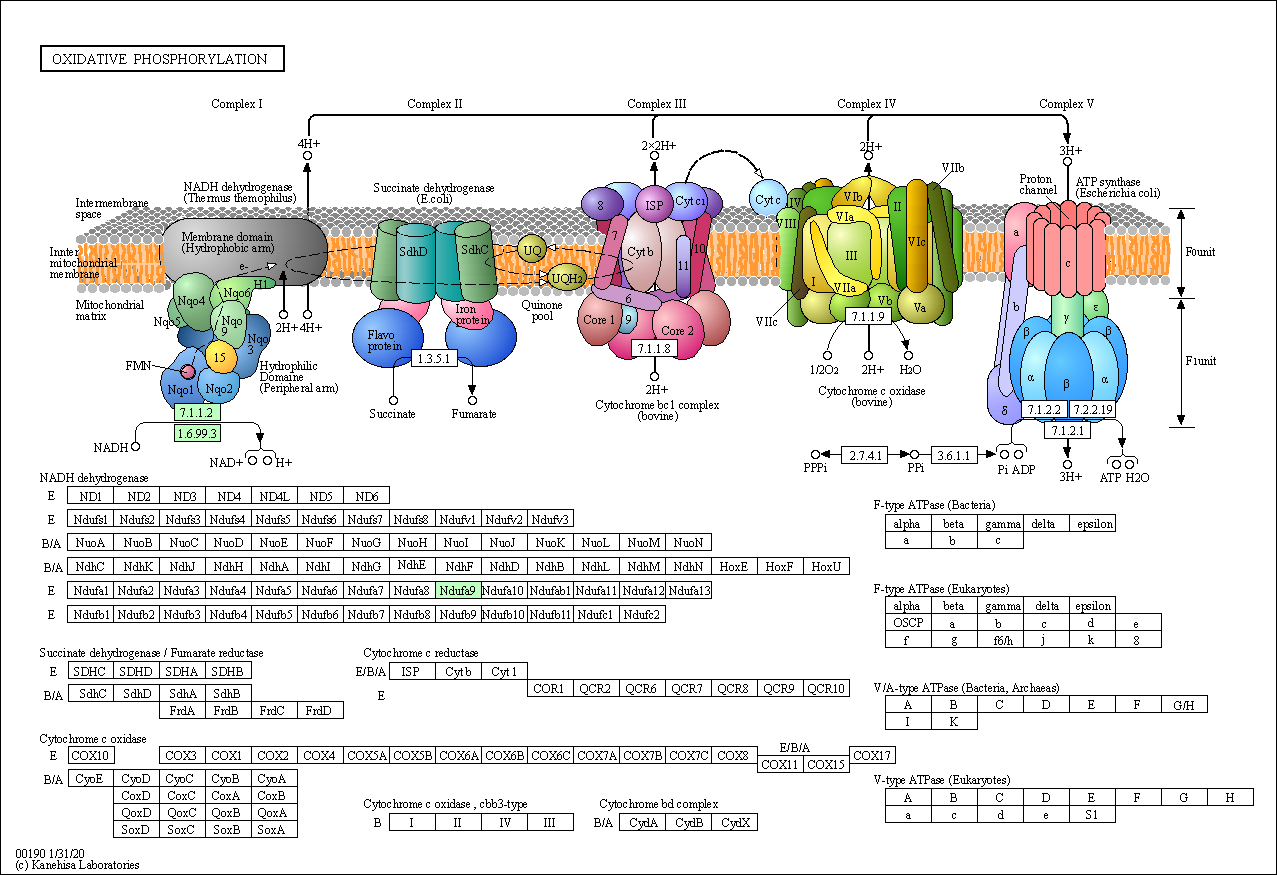 OXIDATIVE PHOSPHORYLATION
Complex I
Complex II
Complex III
Complex IV
Complex V
4H+
2×2H+
2H+
3H+
NADH dehydrogenase
(Thermus themophilus)
Succinate dehydrogenase
(E.coli)
Proton
channel
ATP synthase
(Escherichia coli)
Intermembrane
space
Innter
mitochondrial
membrane
Mitochondrial
matrix
Membrane domain
(Hydrophobic arm)
e-
H1
Nqo4
Nqo6
Nqo5
Nqo
9
Nqo
3
15
FMN
Nqo1
Nqo2
Hydrophilic
Domaine
(Peripheral arm)
2H+
4H+
7.1.1.2
1.6.99.3
NADH
NAD+
H+
SdhD
SdhC
Flavo
protein
Iron
protein
1.3.5.1
Succinate
Fumarate
UQ
UQH2
Quinone
pool
8
ISP
Cyt c1
7
Cyt b
10
11
6
Core 1
9
Core 2
7.1.1.8
2H+
Cytochrome bc1 complex
(bovine)
Cyt c
IV
VIb
VIIb
VIII
VIa
II
VIc
III
I
VIIa
Vb
Va
VIIc
7.1.1.9
1/2O2
2H+
H2O
Cytochrome c oxidase
(bovine)
a
c
b
γ
ε
β
β
α
β
α
δ
F0unit
F1unit
7.1.2.2
7.2.2.19
7.1.2.1
PPPi
2.7.4.1
PPi
3.6.1.1
Pi ADP
3H+
ATP H2O
NADH dehydrogenase
E ND1 ND2 ND3 ND4 ND4L ND5 ND6
E Ndufs1 Ndufs2 Ndufs3 Ndufs4 Ndufs5 Ndufs6 Ndufs7 Ndufs8 Ndufv1 Ndufv2 Ndufv3
B/A NuoA NuoB NuoC NuoD NuoE NuoF NuoG NuoH NuoI NuoJ NuoK NuoL NuoM NuoN
B/A NdhC NdhK NdhJ NdhH NdhA NdhI NdhG NdhE NdhF NdhD NdhB NdhL NdhM NdhN HoxE HoxF HoxU
E Ndufa1 Ndufa2 Ndufa3 Ndufa4 Ndufa5 Ndufa6 Ndufa7 Ndufa8 Ndufa9 Ndufa10 Ndufab1 Ndufa11 Ndufa12 Ndufa13
E Ndufb1 Ndufb2 Ndufb3 Ndufb4 Ndufb5 Ndufb6 Ndufb7 Ndufb8 Ndufb9 Ndufb10 Ndufb11 Ndufc1 Ndufc2
Succinate dehydrogenase / Fumarate reductase
E SDHC SDHD SDHA SDHB
B/A SdhC SdhD SdhA SdhB
FrdA FrdB FrdC FrdD
Cytochrome c reductase
E/B/A ISP Cyt b Cyt 1
E COR1 QCR2 QCR6 QCR7 QCR8 QCR9 QCR10
Cytochrome c oxidase
E COX10 COX3 COX1 COX2 COX4 COX5A COX5B COX6A COX6B COX6C COX7A COX7B COX7C COX8
E/B/A
COX11 COX15
COX17
B/A CyoE CyoD CyoC CyoB CyoA
CoxD CoxC CoxA CoxB
QoxD QoxC QoxB QoxA
SoxD SoxC SoxB SoxA
Cytochrome c oxidase , cbb3-type
B I II IV III
Cytochrome bd complex
B/A CydA CydB CydX
F-type ATPase (Bacteria)
alpha beta gamma delta epsilon
a b c
F-type ATPase (Eukaryotes)
alpha beta gamma delta epsilon
OSCP a b c d e
f g f6/h j k 8
V/A-type ATPase (Bacteria, Archaeas)
A B C D E F G/H
I K
V-type ATPase (Eukaryotes)
A B C D E F G H
a c d e S1
00190 1/31/20
(c) Kanehisa Laboratories